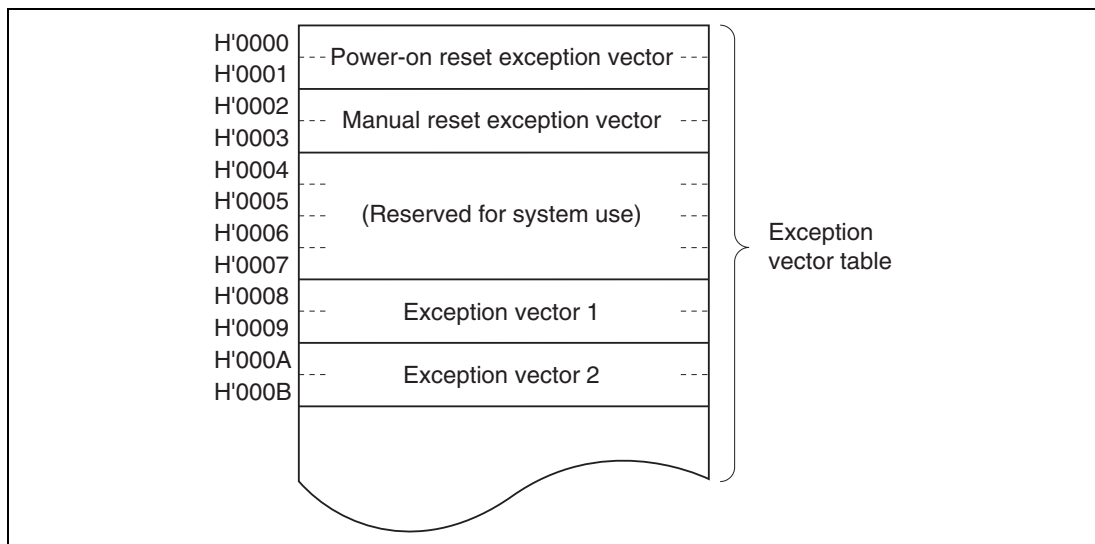 H'0000
Power-on reset exception vector
H'0001
H'0002
Manual reset exception vector
H'0003
H'0004
H'0005
(Reserved for system use)
H'0006
H'0007
Exception
vector table
H'0008
Exception vector 1
H'0009
H'000A
Exception vector 2
H'000B